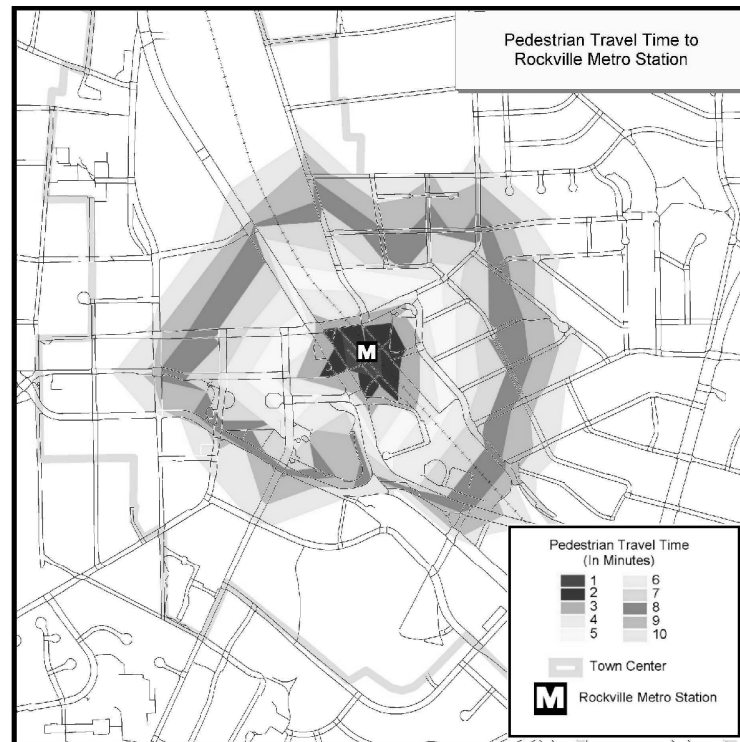 Pedestrian Travel Time to
Rockville Metro Station
M
Pedestrian Travel Time
(In Minutes)
1 6
2 7
3 8
4 9
5 10
Town Center
M Rockville Metro Station